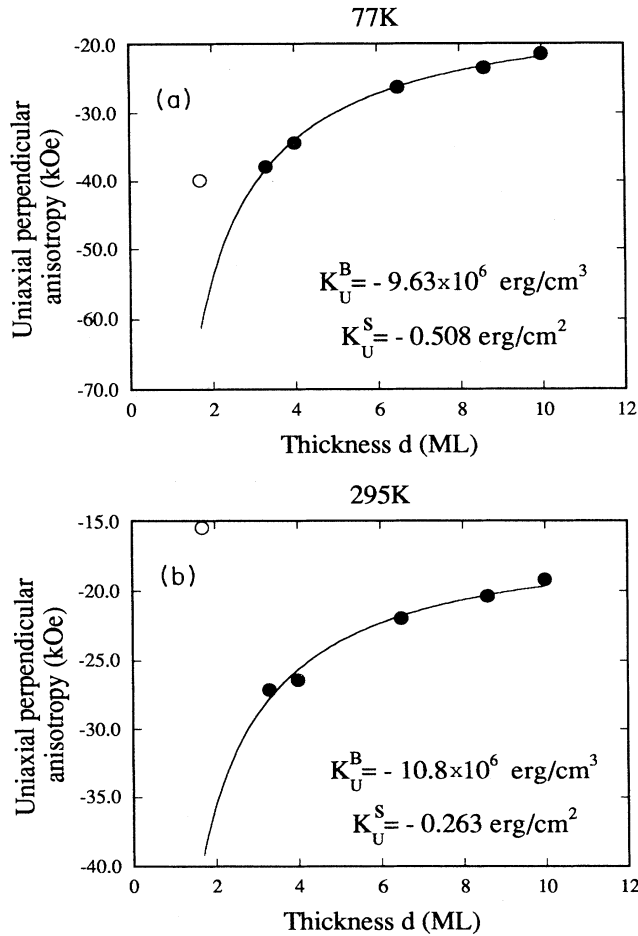 77K
-20.0
-30.0
-40.0
-50.0
-60.0
-70.0
(a)
Uniaxial perpendicular
anisotropy (kOe)
K_U^B = - 9.63×10^6 erg/cm^3
K_U^S = - 0.508 erg/cm^2
0 2 4 6 8 10 12
Thickness d (ML)
295K
-15.0
-20.0
-25.0
-30.0
-35.0
-40.0
(b)
Uniaxial perpendicular
anisotropy (kOe)
K_U^B = - 10.8×10^6 erg/cm^3
K_U^S = - 0.263 erg/cm^2
0 2 4 6 8 10 12
Thickness d (ML)